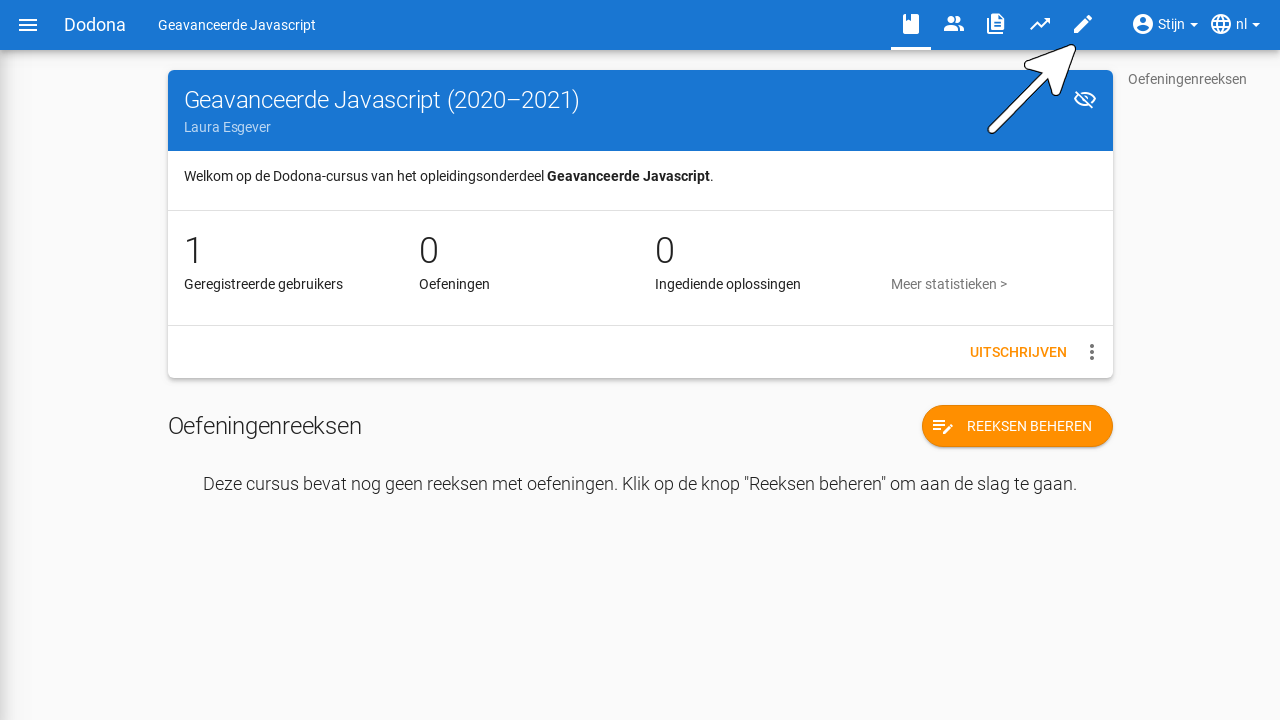 Dodona
Geavanceerde Javascript
Stijn
nl
Geavanceerde Javascript (2020–2021)
Laura Esgever
Oefeningenreeksen
Welkom op de Dodona-cursus van het opleidingsonderdeel Geavanceerde Javascript.
1
Geregistreerde gebruikers
0
Oefeningen
0
Ingediende oplossingen
Meer statistieken >
UITSCHRIJVEN
Oefeningenreeksen
REEKSEN BEHEREN
Deze cursus bevat nog geen reeksen met oefeningen. Klik op de knop "Reeksen beheren" om aan de slag te gaan.